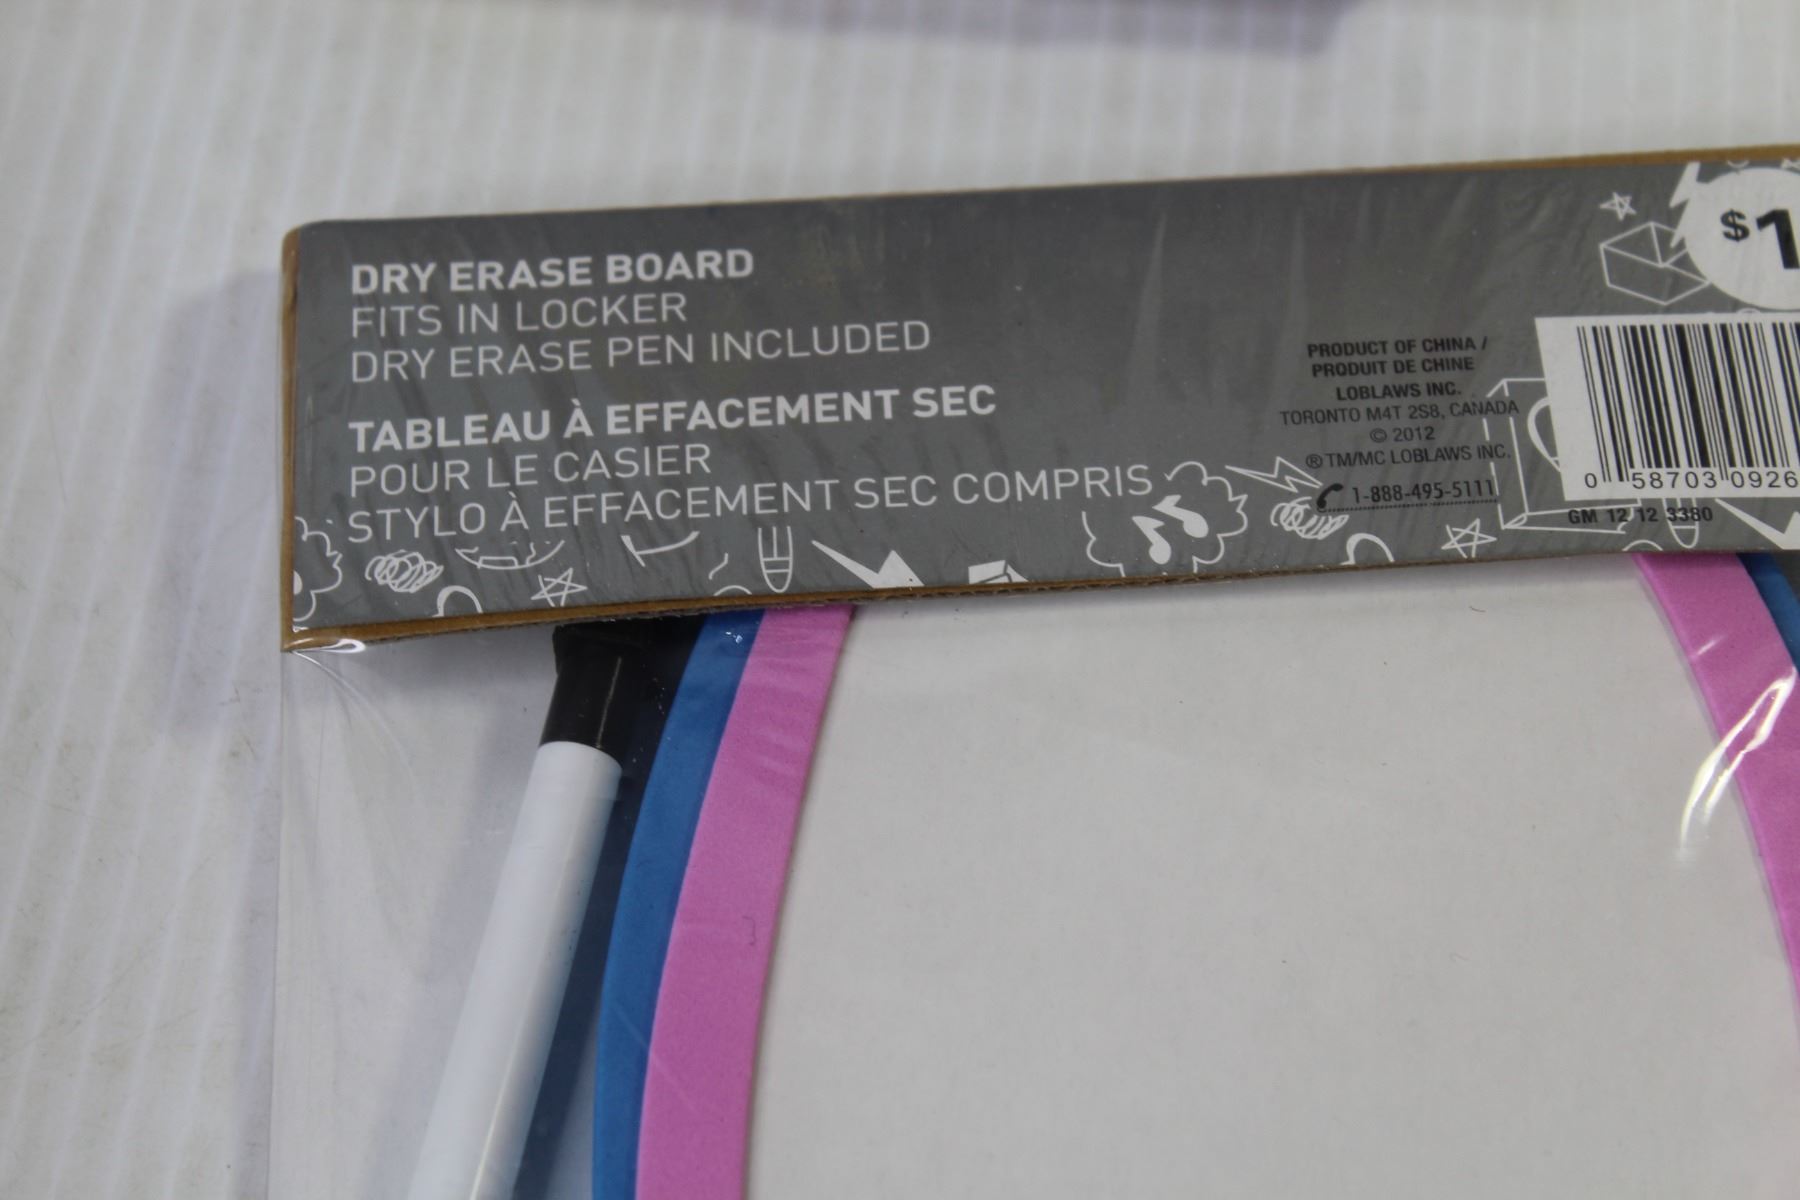 DRY ERASE BOARD
FITS IN LOCKER
DRY ERASE PEN INCLUDED
TABLEAU À EFFACEMENT SEC
POUR LE CASIER
STYLO À EFFACEMENT SEC COMPRIS
PRODUCT OF CHINA /
PRODUIT DE CHINE
LOBLAWS INC.
TORONTO M4T 2S8, CANADA
© 2012
® TM/MC LOBLAWS INC.
1-888-495-5111
$1
0 58703 0926
GM 12 12 3380